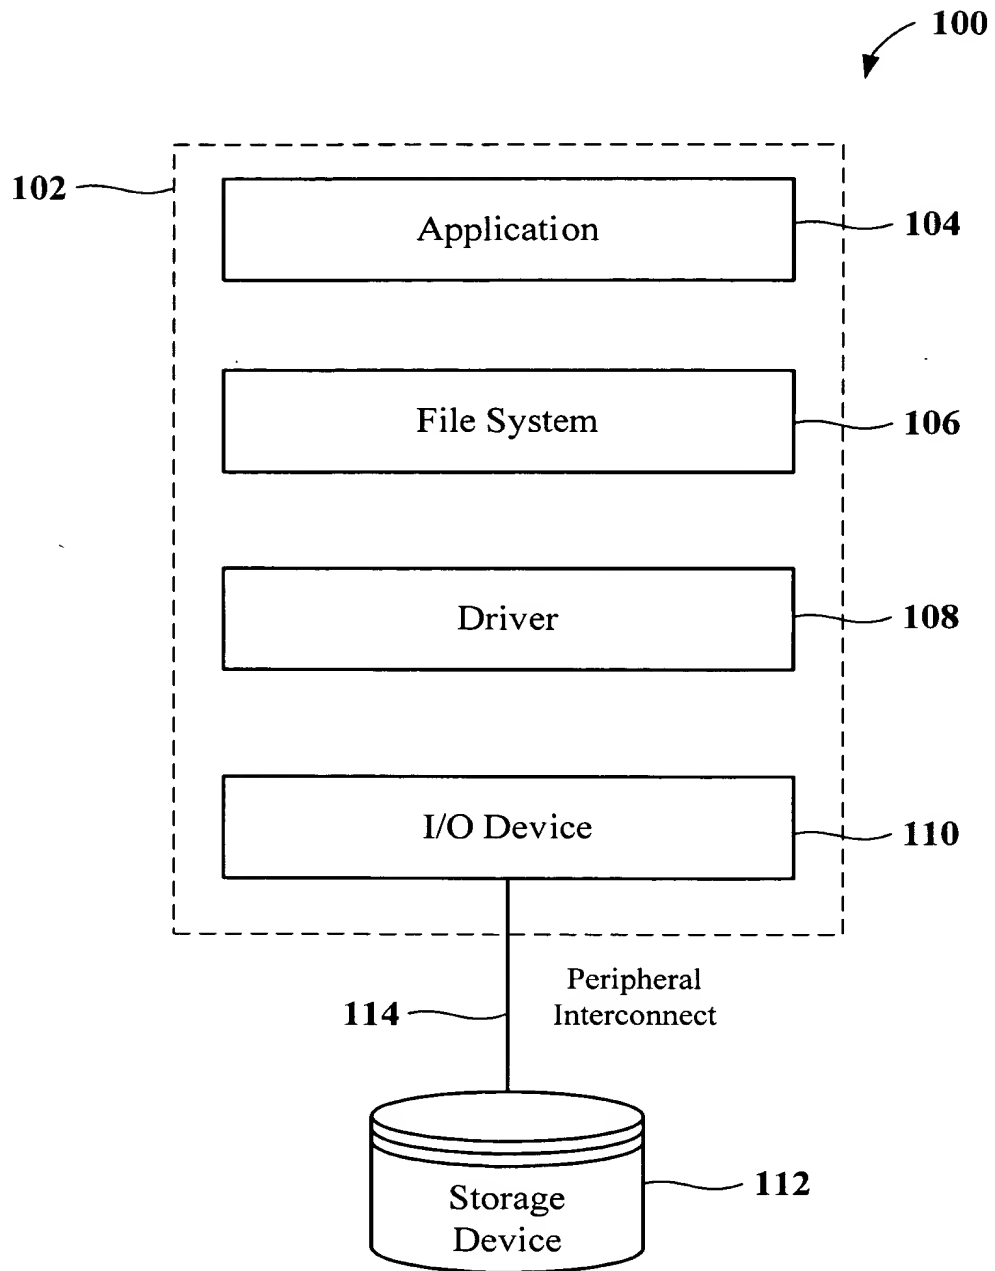 100
102
Application
104
File System
106
Driver
108
I/O Device
110
Peripheral
Interconnect
114
Storage
Device
112